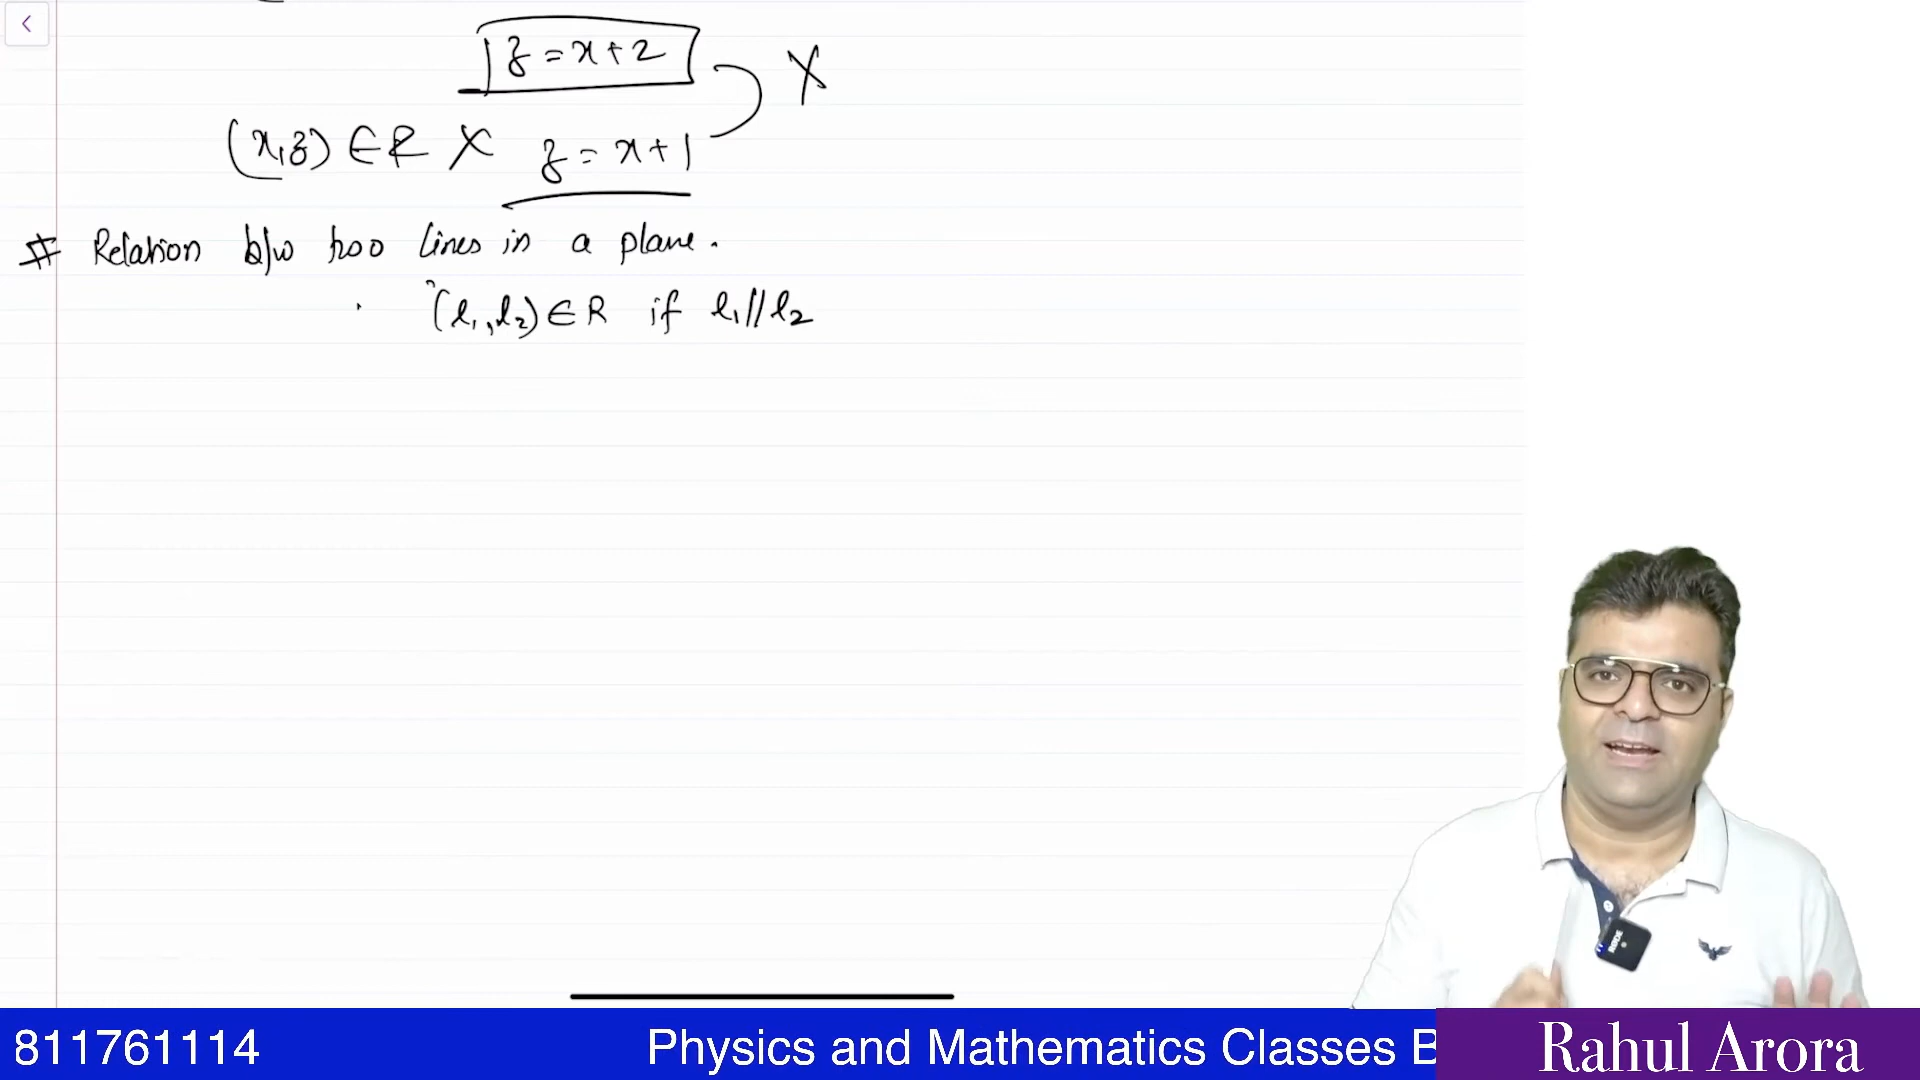 z = x + 2
X
(x,z) ∈ R X z = x + 1
# Relation b/w two lines in a plane.
(l₁, l₂) ∈ R if l₁ // l₂
RØDE
811761114 Physics and Mathematics Classes B
Rahul Arora